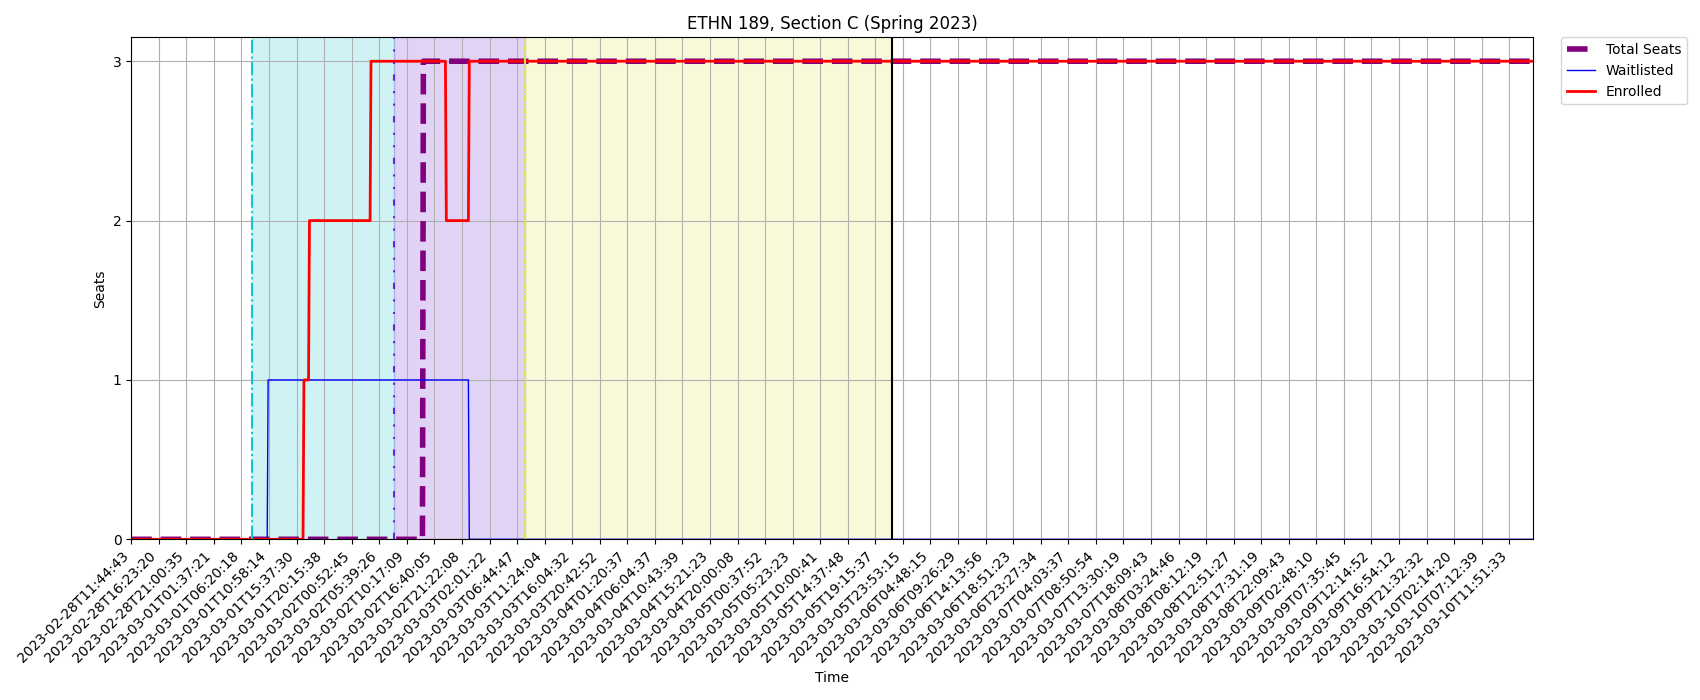 ETHN 189, Section C (Spring 2023)
Total Seats
Waitlisted
Enrolled
Seats
3
2
1
0
2023-02-28T11:44:43
2023-02-28T16:23:20
2023-02-28T21:00:35
2023-03-01T01:37:21
2023-03-01T06:20:18
2023-03-01T10:58:14
2023-03-01T15:37:30
2023-03-01T20:15:38
2023-03-02T00:52:45
2023-03-02T05:39:26
2023-03-02T10:17:09
2023-03-02T16:40:05
2023-03-02T21:22:08
2023-03-03T02:01:22
2023-03-03T06:44:47
2023-03-03T11:24:04
2023-03-03T16:04:32
2023-03-03T20:42:52
2023-03-04T01:20:37
2023-03-04T06:04:37
2023-03-04T10:43:39
2023-03-04T15:21:23
2023-03-04T20:00:08
2023-03-05T00:37:52
2023-03-05T05:23:23
2023-03-05T10:00:41
2023-03-05T14:37:48
2023-03-05T19:15:37
2023-03-05T23:53:15
2023-03-06T04:48:15
2023-03-06T09:26:29
2023-03-06T14:13:56
2023-03-06T18:51:23
2023-03-06T23:27:34
2023-03-07T04:03:37
2023-03-07T08:50:54
2023-03-07T13:30:19
2023-03-07T18:09:43
2023-03-08T03:24:46
2023-03-08T08:12:19
2023-03-08T12:51:27
2023-03-08T17:31:19
2023-03-08T22:09:43
2023-03-09T02:48:10
2023-03-09T07:35:45
2023-03-09T12:14:52
2023-03-09T16:54:12
2023-03-09T21:32:32
2023-03-10T02:14:20
2023-03-10T07:12:39
2023-03-10T11:51:33
Time